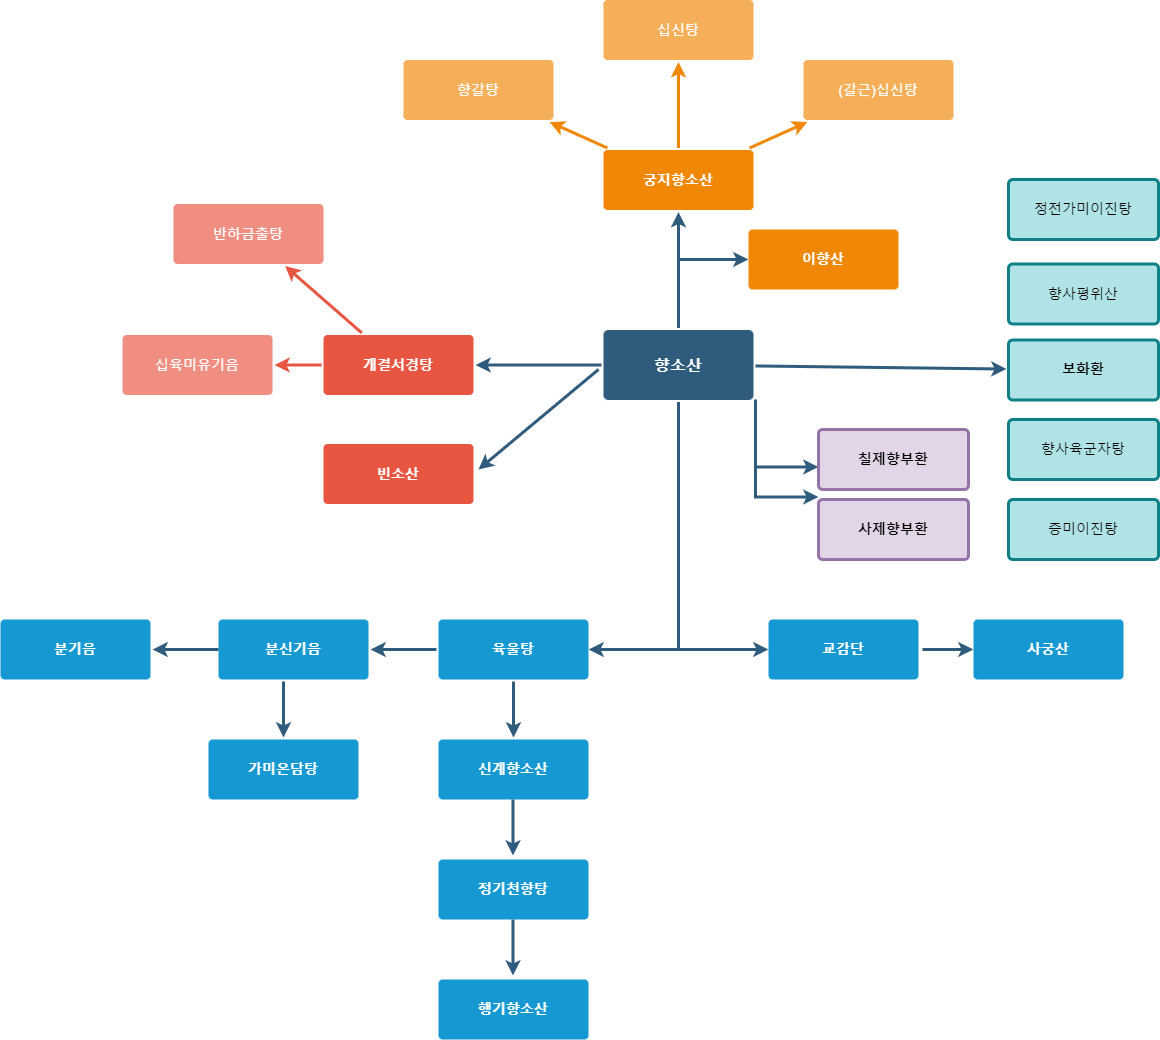 십신탕
향갈탕
(갈근)십신탕
궁지향소산
정전가미이진탕
반하금출탕
이향산
향사평위산
십육미유기음
개결서경탕
향소산
보화환
빈소산
칠제향부환
향사육군자탕
사제향부환
증미이진탕
분기음
분신기음
육울탕
교감단
사궁산
가미온담탕
신계향소산
정기천향탕
행기향소산